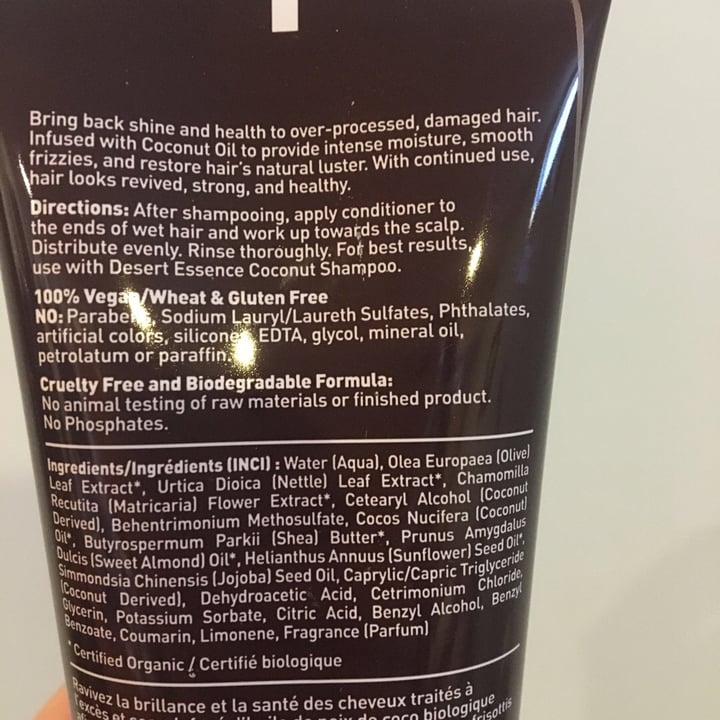 Bring back shine and health to over-processed, damaged hair.
Infused with Coconut Oil to provide intense moisture, smooth
frizzies, and restore hair's natural luster. With continued use,
hair looks revived, strong, and healthy.
Directions: After shampooing, apply conditioner to
the ends of wet hair and work up towards the scalp.
Distribute evenly. Rinse thoroughly. For best results,
use with Desert Essence Coconut Shampoo.
100% Vegan/Wheat & Gluten Free
NO: Parabens, Sodium Lauryl/Laureth Sulfates, Phthalates,
artificial colors, silicones, EDTA, glycol, mineral oil,
petrolatum or paraffin.
Cruelty Free and Biodegradable Formula:
No animal testing of raw materials or finished product.
No Phosphates.
Ingredients/Ingrédients (INCI) : Water (Aqua), Olea Europaea (Olive)
Leaf Extract*, Urtica Dioica (Nettle) Leaf Extract*, Chamomilla
Recutita (Matricaria) Flower Extract*, Cetearyl Alcohol (Coconut
Derived), Behentrimonium Methosulfate, Cocos Nucifera (Coconut)
Oil*, Butyrospermum Parkii (Shea) Butter*, Prunus Amygdalus
Dulcis (Sweet Almond) Oil*, Helianthus Annuus (Sunflower) Seed Oil*,
Simmondsia Chinensis (Jojoba) Seed Oil, Caprylic/Capric Triglyceride
(Coconut Derived), Dehydroacetic Acid, Cetrimonium Chloride,
Glycerin, Potassium Sorbate, Citric Acid, Benzyl Alcohol, Benzyl
Benzoate, Coumarin, Limonene, Fragrance (Parfum)
*Certified Organic / Certifié biologique
Ravivez la brillance et la santé des cheveux traités à
l'excès et de noix de coco biologique
frisottis